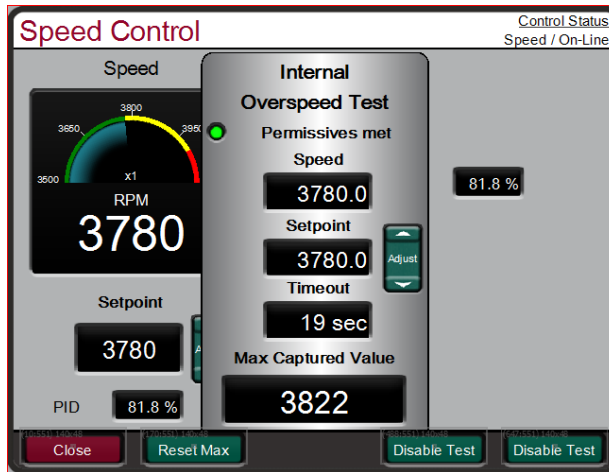 Speed Control
Control Status
Speed / On-Line
Speed
3500
3650
3800
395
x1
RPM
3780
Setpoint
3780
PID
81.8 %
Internal
Overspeed Test
Permissives met
Speed
3780.0
Setpoint
3780.0
Adjust
Timeout
19 sec
Max Captured Value
3822
81.8 %
Close
Reset Max
Disable Test
Disable Test